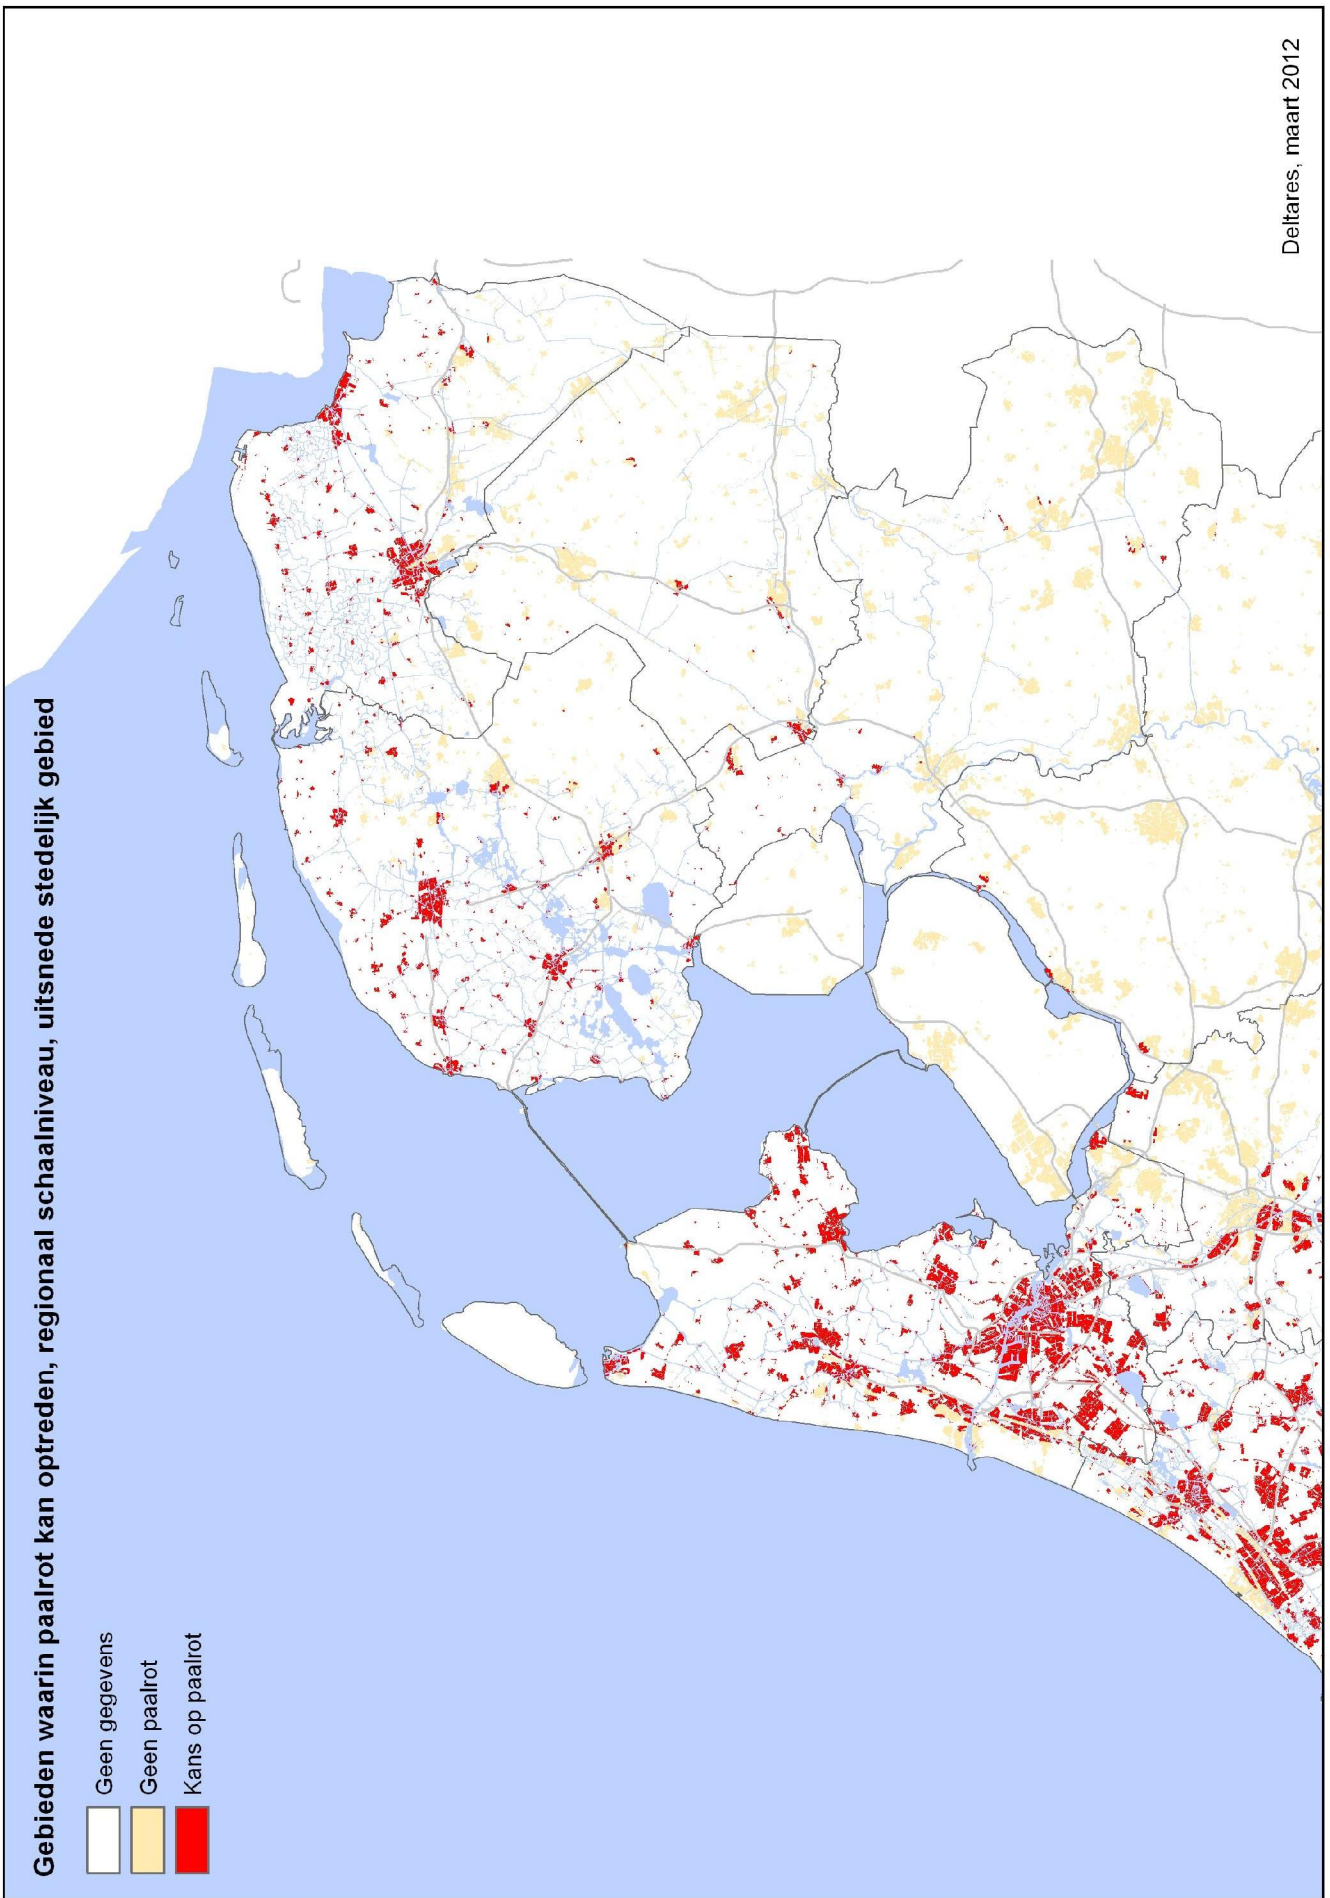 Gebieden waarin paalrot kan optreden, regionaal schaalniveau, uitsnede stedelijk gebied
Geen gegevens
Geen paalrot
Kans op paalrot
Deltares, maart 2012